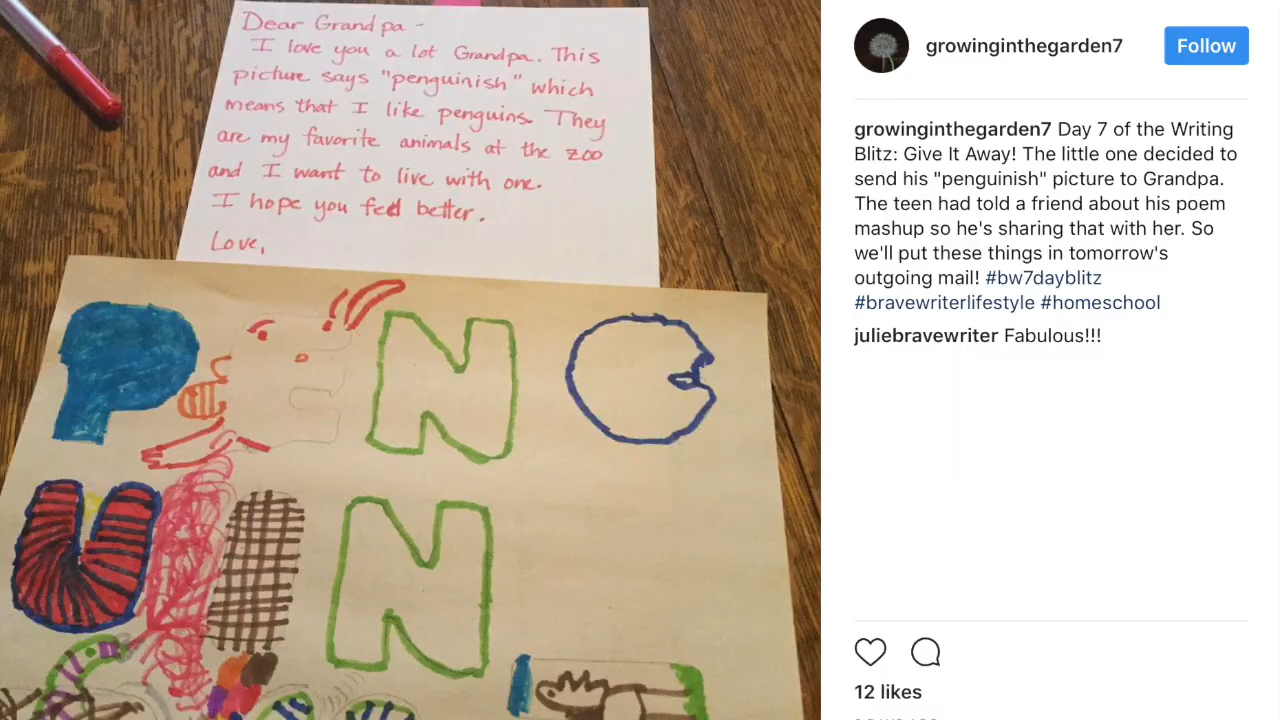 Dear Grandpa -
I love you a lot Grandpa. This
picture says "penguinish" which
means that I like penguins. They
are my favorite animals at the zoo
and I want to live with one.
I hope you feel better.
Love,
PENG
UIN
growinginthegarden7
Follow
growinginthegarden7 Day 7 of the Writing
Blitz: Give It Away! The little one decided to
send his "penguinish" picture to Grandpa.
The teen had told a friend about his poem
mashup so he's sharing that with her. So
we'll put these things in tomorrow's
outgoing mail! #bw7dayblitz
#bravewriterlifestyle #homeschool
juliebravewriter Fabulous!!!
12 likes